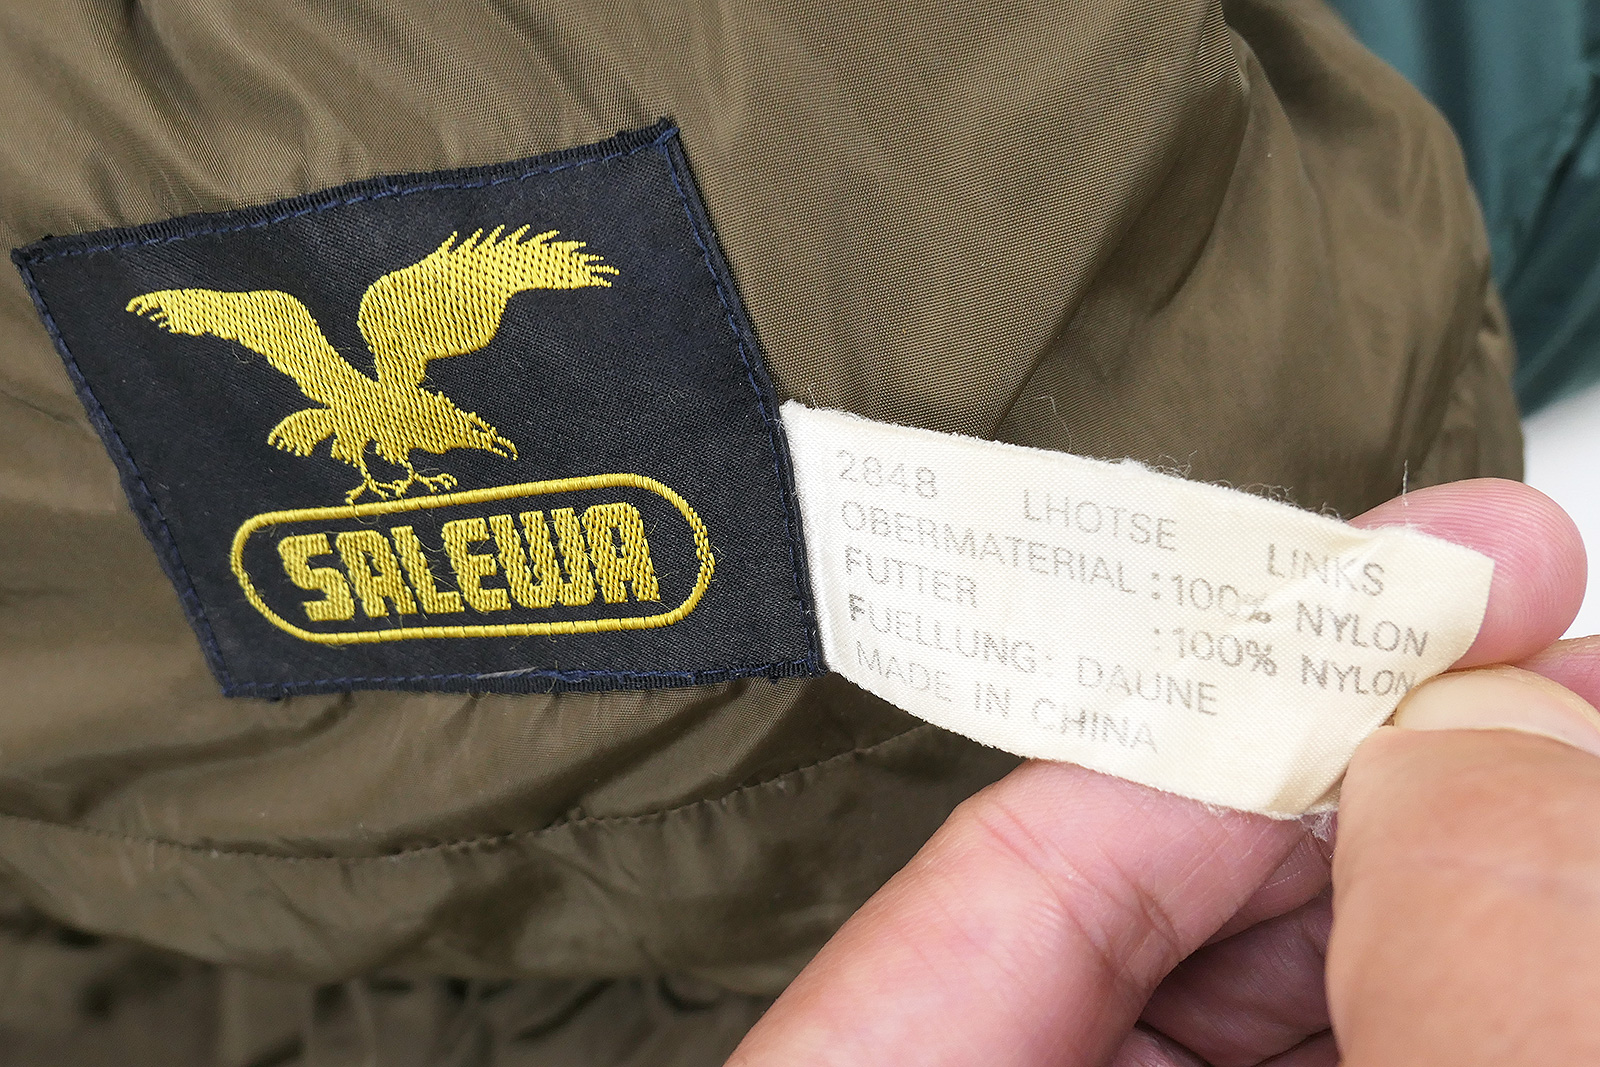 SALEWA
2848 LHOTSE LINKS
OBERMATERIAL :100% NYLON
FUTTER :100% NYLON
FUELLUNG: DAUNE
MADE IN CHINA